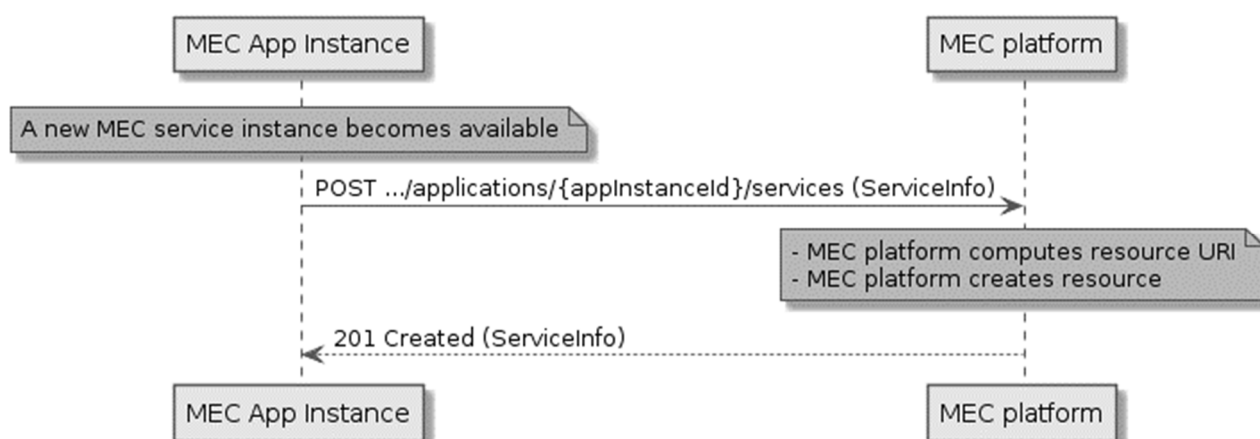 MEC App Instance
MEC platform
A new MEC service instance becomes available
POST .../applications/{appInstanceId}/services (ServiceInfo)
- MEC platform computes resource URI
- MEC platform creates resource
201 Created (ServiceInfo)
MEC App Instance
MEC platform